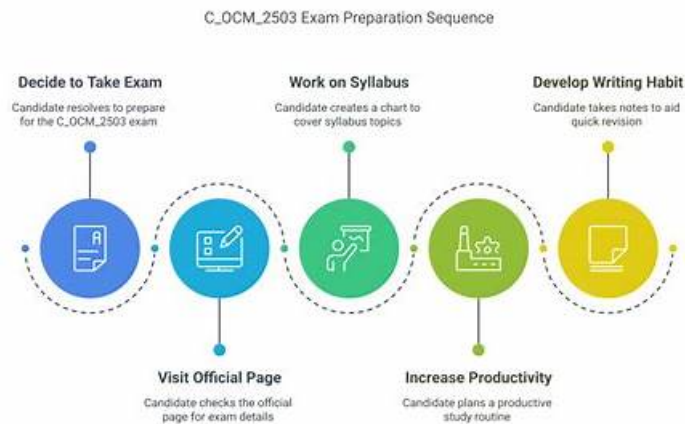 C_OCM_2503 Exam Preparation Sequence
Decide to Take Exam
Candidate resolves to prepare
for the C_OCM_2503 exam
Work on Syllabus
Candidate creates a chart to
cover syllabus topics
Develop Writing Habit
Candidate takes notes to aid
quick revision
A
Visit Official Page
Candidate checks the official
page for exam details
Increase Productivity
Candidate plans a productive
study routine